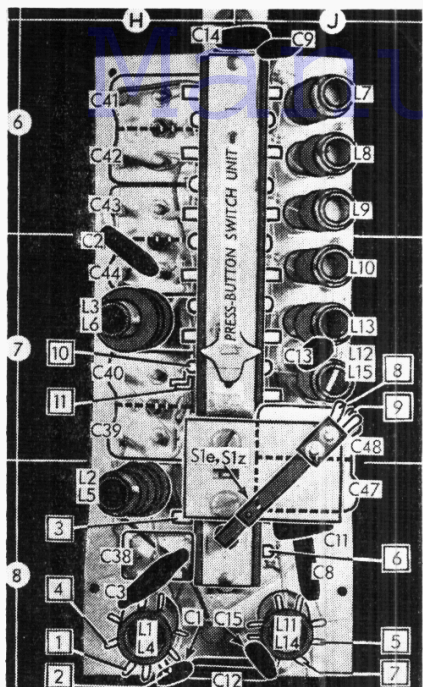 H
J
C14
C9
Manu
6
C41
L7
C42
L8
C43
L9
C2
C44
L10
PRESS-BUTTON SWITCH UNIT
L3
L6
L13
7
10
C13
L12
L15
8
11
C40
9
C39
S1e, S1z
C48
L2
L5
C47
3
C11
6
C38
C8
8
C3
4
L1
L4
C1
C15
L11
L14
5
1
7
2
C12